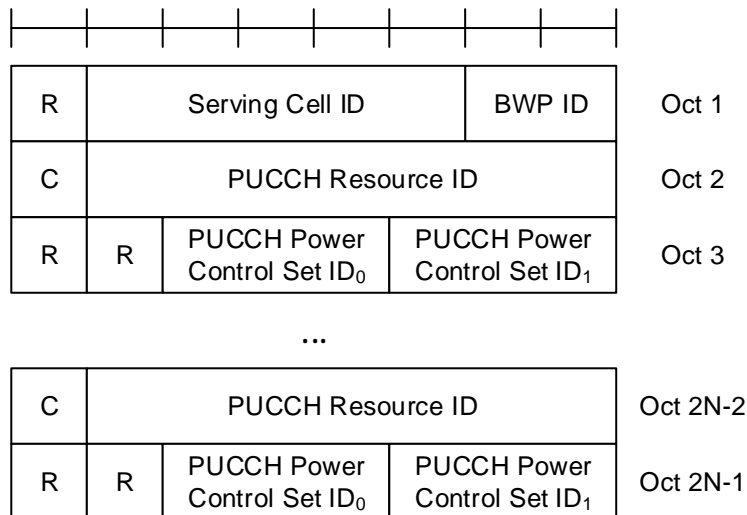 R Serving Cell ID BWP ID Oct 1
C PUCCH Resource ID Oct 2
R R PUCCH Power Control Set ID₀ PUCCH Power Control Set ID₁ Oct 3
...
C PUCCH Resource ID Oct 2N-2
R R PUCCH Power Control Set ID₀ PUCCH Power Control Set ID₁ Oct 2N-1